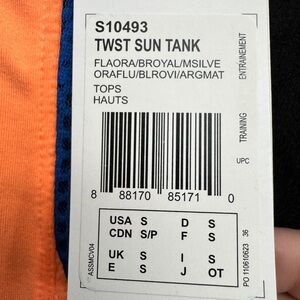 S10493
TWST SUN TANK
FLAORA/BROYAL/MSILVE
ORAFLU/BLROVI/ARGMAT
TOPS
HAUTS
TRAINING
ENTRAINEMENT
UPC
8 88170 85171 0
USA S D S
CDN S/P F S
UK S I S
E S J OT
ASSMCV04
PO 110610623 36